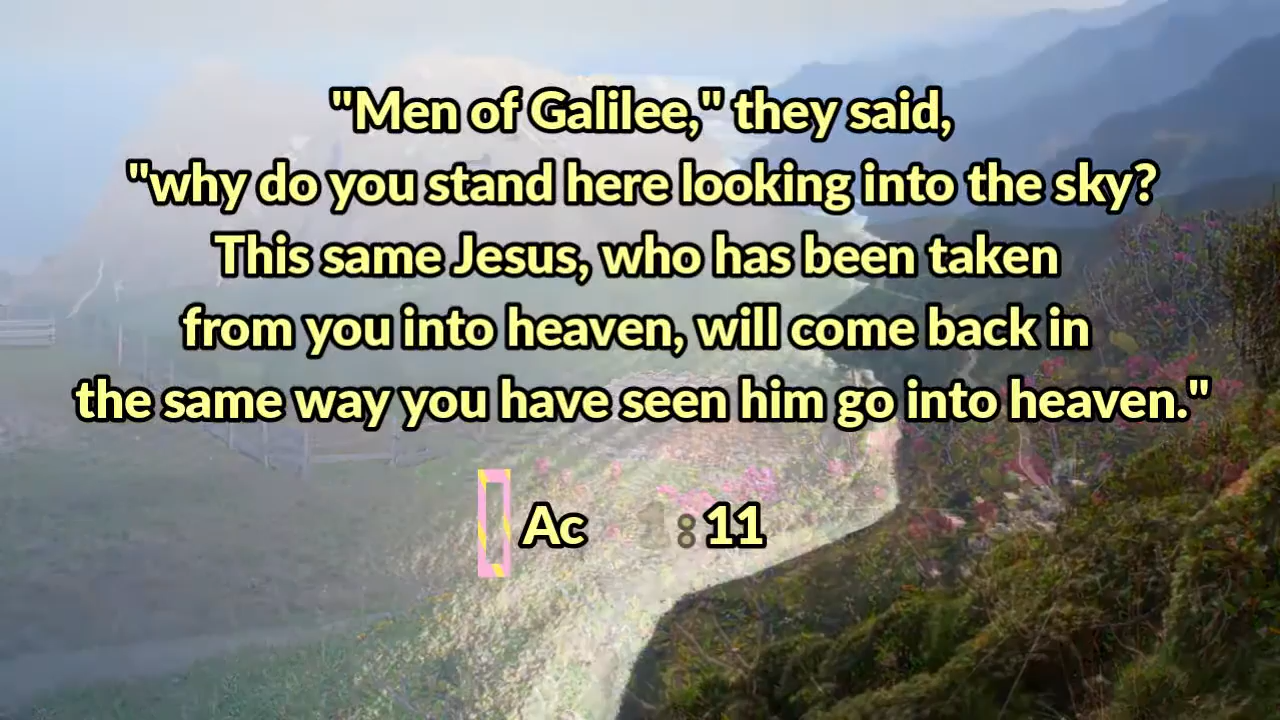 "Men of Galilee," they said,
"why do you stand here looking into the sky?
This same Jesus, who has been taken
from you into heaven, will come back in
the same way you have seen him go into heaven."
Ac :11